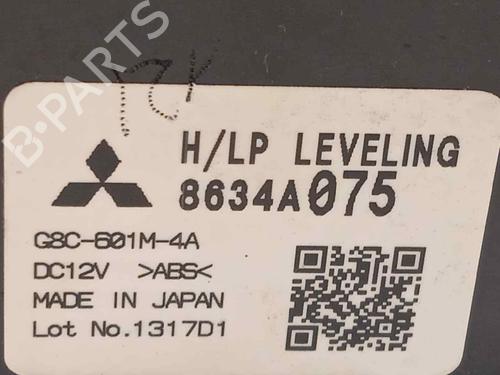 B-PARTS
H/LP LEVELING
8634A075
G8C-601M-4A
DC12V >ABS<
MADE IN JAPAN
Lot No.1317D1